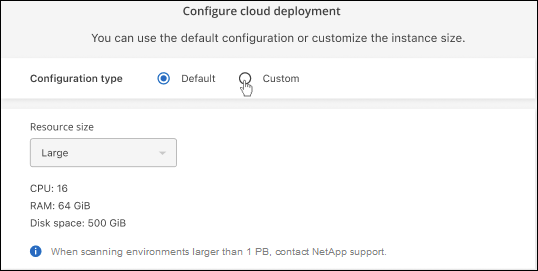 Configure cloud deployment
You can use the default configuration or customize the instance size.
Configuration type Default Custom
Resource size
Large
CPU: 16
RAM: 64 GiB
Disk space: 500 GiB
When scanning environments larger than 1 PB, contact NetApp support.